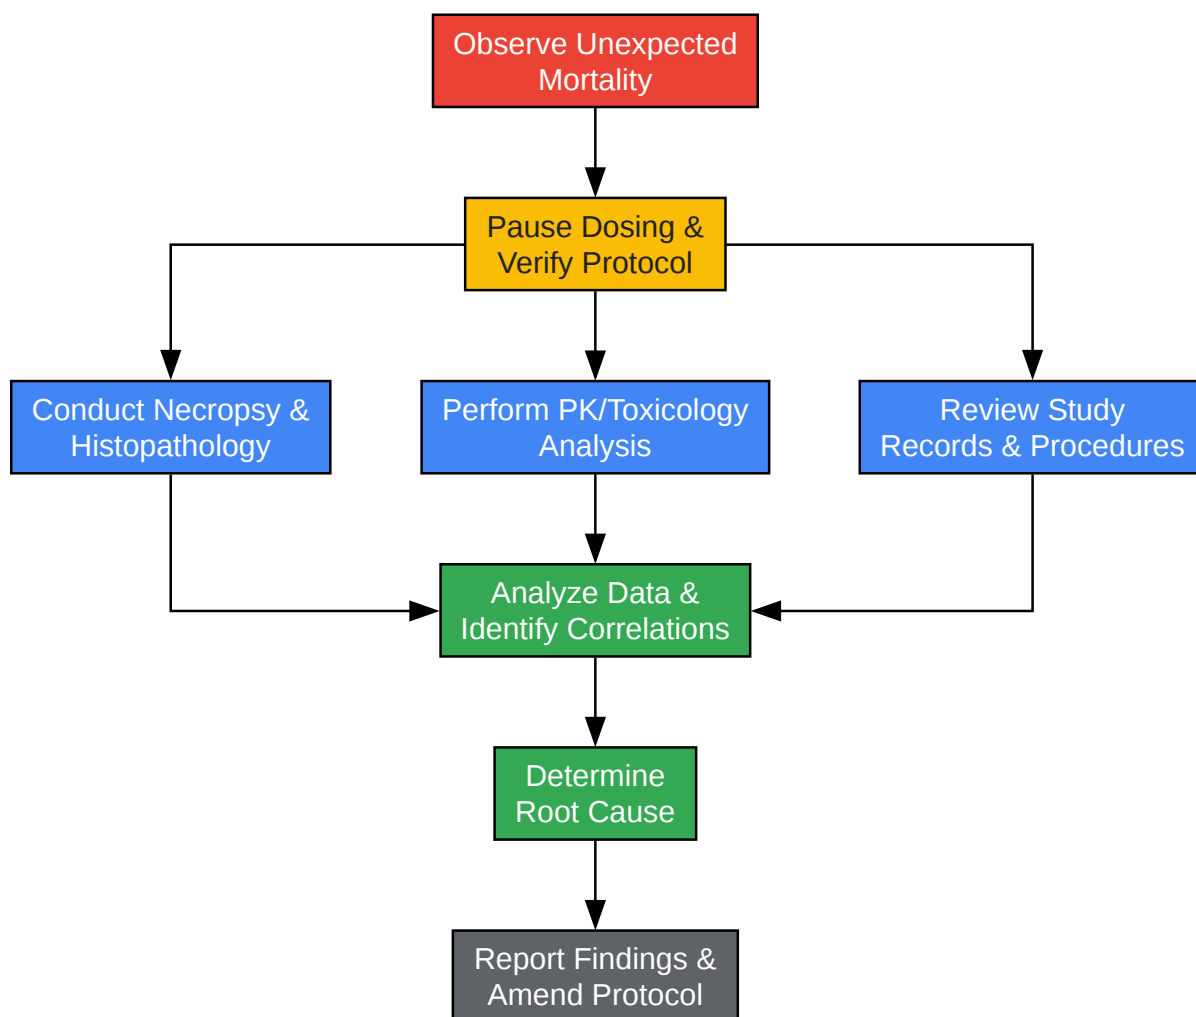 Observe Unexpected
Mortality
Pause Dosing &
Verify Protocol
Conduct Necropsy &
Histopathology
Perform PK/Toxicology
Analysis
Review Study
Records & Procedures
Analyze Data &
Identify Correlations
Determine
Root Cause
Report Findings &
Amend Protocol